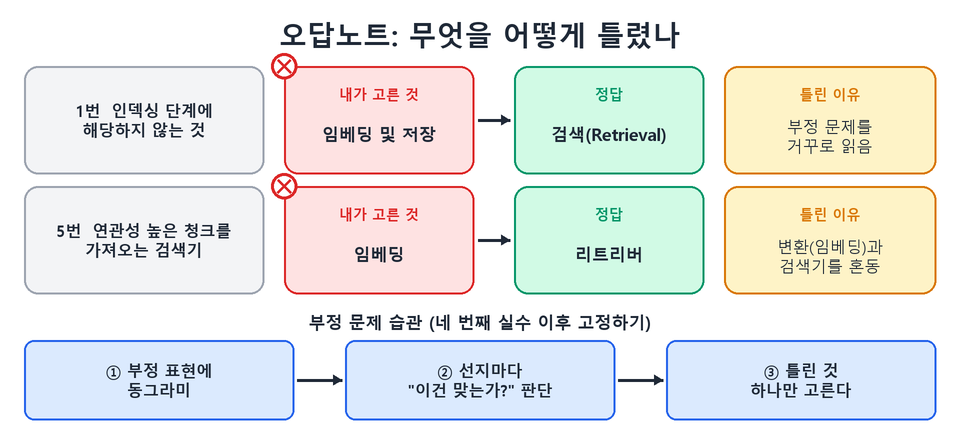 오답노트: 무엇을 어떻게 틀렸나
1번 인덱싱 단계에
해당하지 않는 것
내가 고른 것
임베딩 및 저장
정답
검색(Retrieval)
틀린 이유
부정 문제를
거꾸로 읽음
5번 연관성 높은 청크를
가져오는 검색기
내가 고른 것
임베딩
정답
리트리버
틀린 이유
변환(임베딩)과
검색기를 혼동
부정 문제 습관 (네 번째 실수 이후 고정하기)
① 부정 표현에
동그라미
② 선지마다
"이건 맞는가?" 판단
③ 틀린 것
하나만 고른다